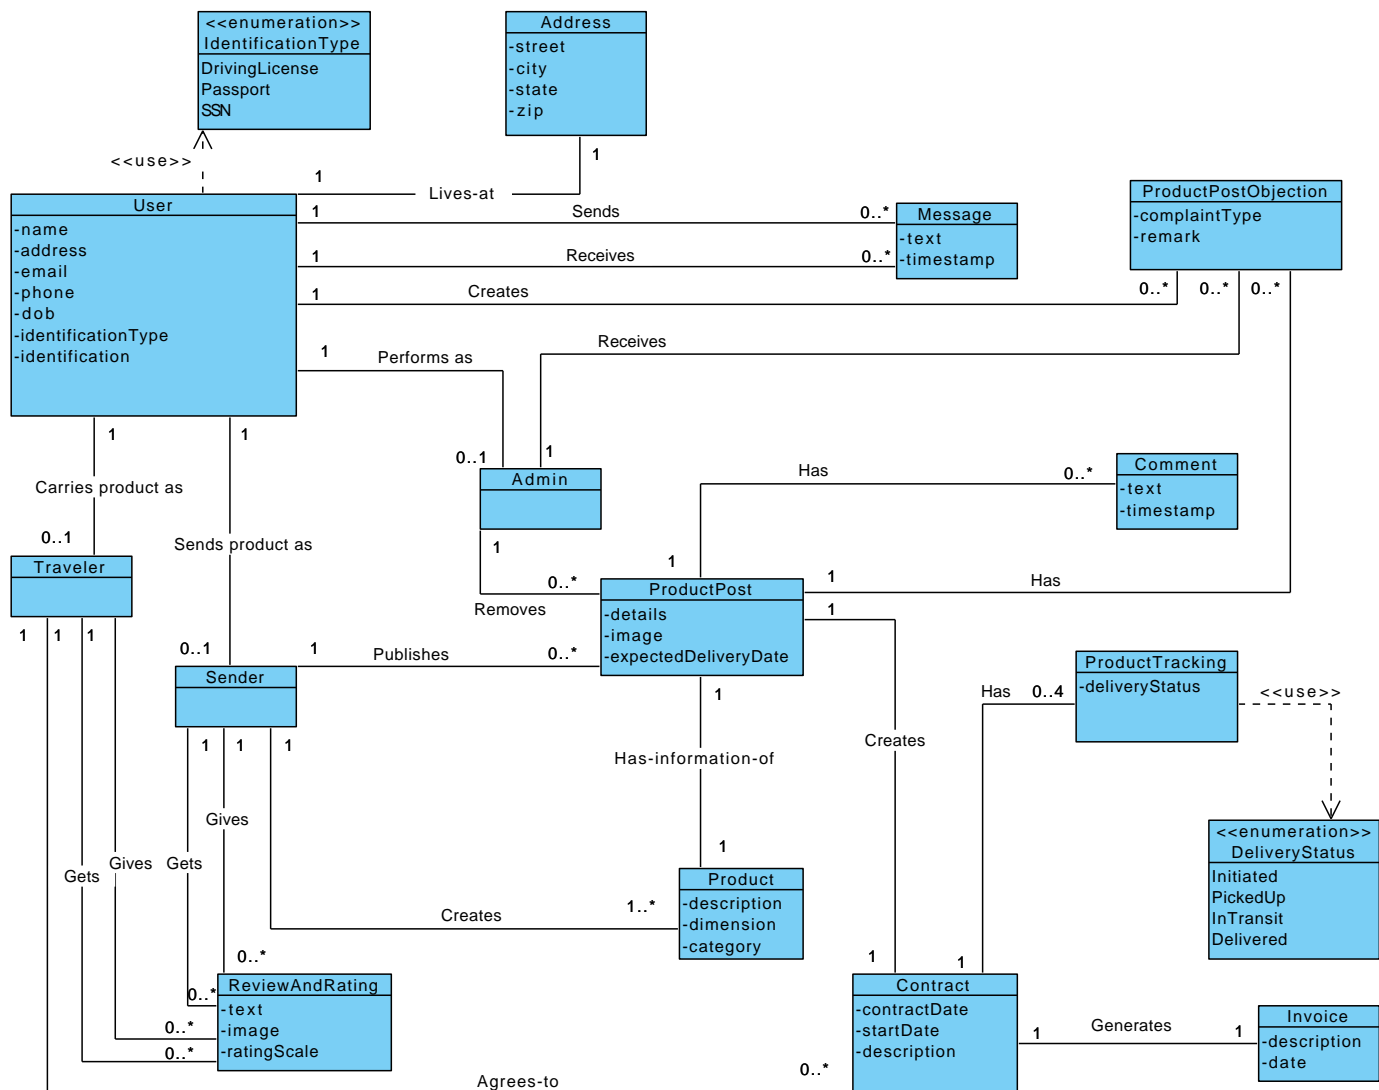 <<enumeration>>
IdentificationType
DrivingLicense
Passport
SSN
Address
-street
-city
-state
-zip
<<use>>
1
1
Lives-at
User
-name
-address
-email
-phone
-dob
-identificationType
-identification
1
Sends
0..*
1
Receives
0..*
Message
-text
-timestamp
ProductPostObjection
-complaintType
-remark
1
Creates
0..*
0..*
0..*
1
Performs as
Receives
0..1
1
Admin
1
1
Carries product as
0..1
Sends product as
Traveler
1
1
1
1
0..1
Sender
1
Publishes
0..*
1
0..*
Removes
Has
0..*
Comment
-text
-timestamp
1
ProductPost
-details
-image
-expectedDeliveryDate
1
Has
1
1
Has-information-of
Creates
Has
0..4
ProductTracking
-deliveryStatus
<<use>>
<<enumeration>>
DeliveryStatus
Initiated
PickedUp
InTransit
Delivered
1
1
1
Gets
Gives
Gets
Gives
Creates
1..*
1
Product
-description
-dimension
-category
0..*
0..*
0..*
0..*
ReviewAndRating
-text
-image
-ratingScale
1
1
Contract
-contractDate
-startDate
-description
1
Generates
1
Invoice
-description
-date
Agrees-to
0..*